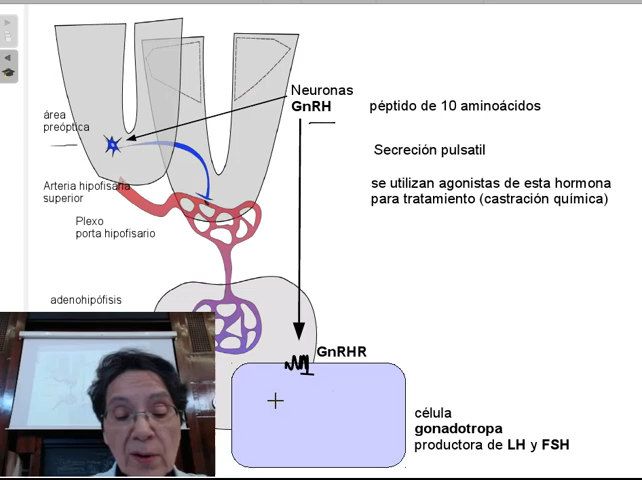 Neuronas
GnRH
péptido de 10 aminoácidos
área
preóptica
Secreción pulsatil
se utilizan agonistas de esta hormona
para tratamiento (castración química)
Arteria hipofisaria
superior
Plexo
porta hipofisario
adenohipófisis
GnRHR
célula
gonadotropa
productora de LH y FSH